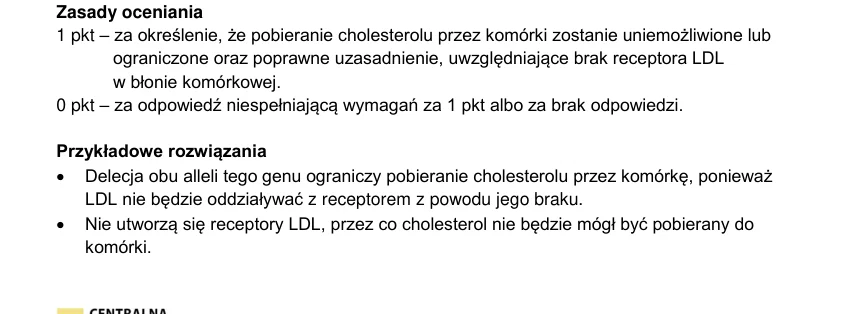 Zasady oceniania
1 pkt – za określenie, że pobieranie cholesterolu przez komórki zostanie uniemożliwione lub
ograniczone oraz poprawne uzasadnienie, uwzględniające brak receptora LDL
w błonie komórkowej.
0 pkt – za odpowiedź niespełniającą wymagań za 1 pkt albo za brak odpowiedzi.
Przykładowe rozwiązania
• Delecja obu alleli tego genu ograniczy pobieranie cholesterolu przez komórkę, ponieważ
LDL nie będzie oddziaływać z receptorem z powodu jego braku.
• Nie utworzą się receptory LDL, przez co cholesterol nie będzie mógł być pobierany do
komórki.
CENTRALNA